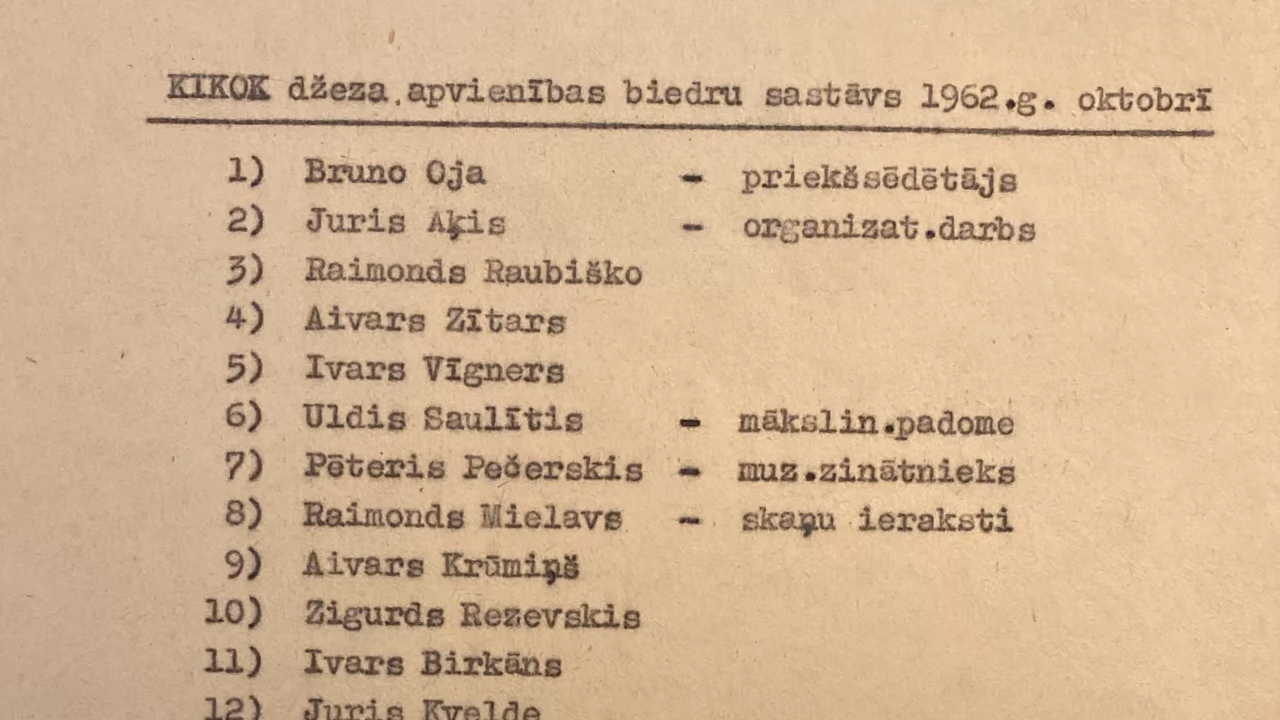 KIKOK džeza apvienības biedru sastāvs 1962.g. oktobrī
1) Bruno Oja - priekšsēdētājs
2) Juris Aķis - organizat.darbs
3) Raimonds Raubiško
4) Aivars Zītars
5) Ivars Vīgners
6) Uldis Saulītis - mākslin.padome
7) Pēteris Pečerskis - muz.zinātnieks
8) Raimonds Mielavs - skaņu ieraksti
9) Aivars Krūmiņš
10) Zigurds Rezevskis
11) Ivars Birkāns
12) Juris Kvelde